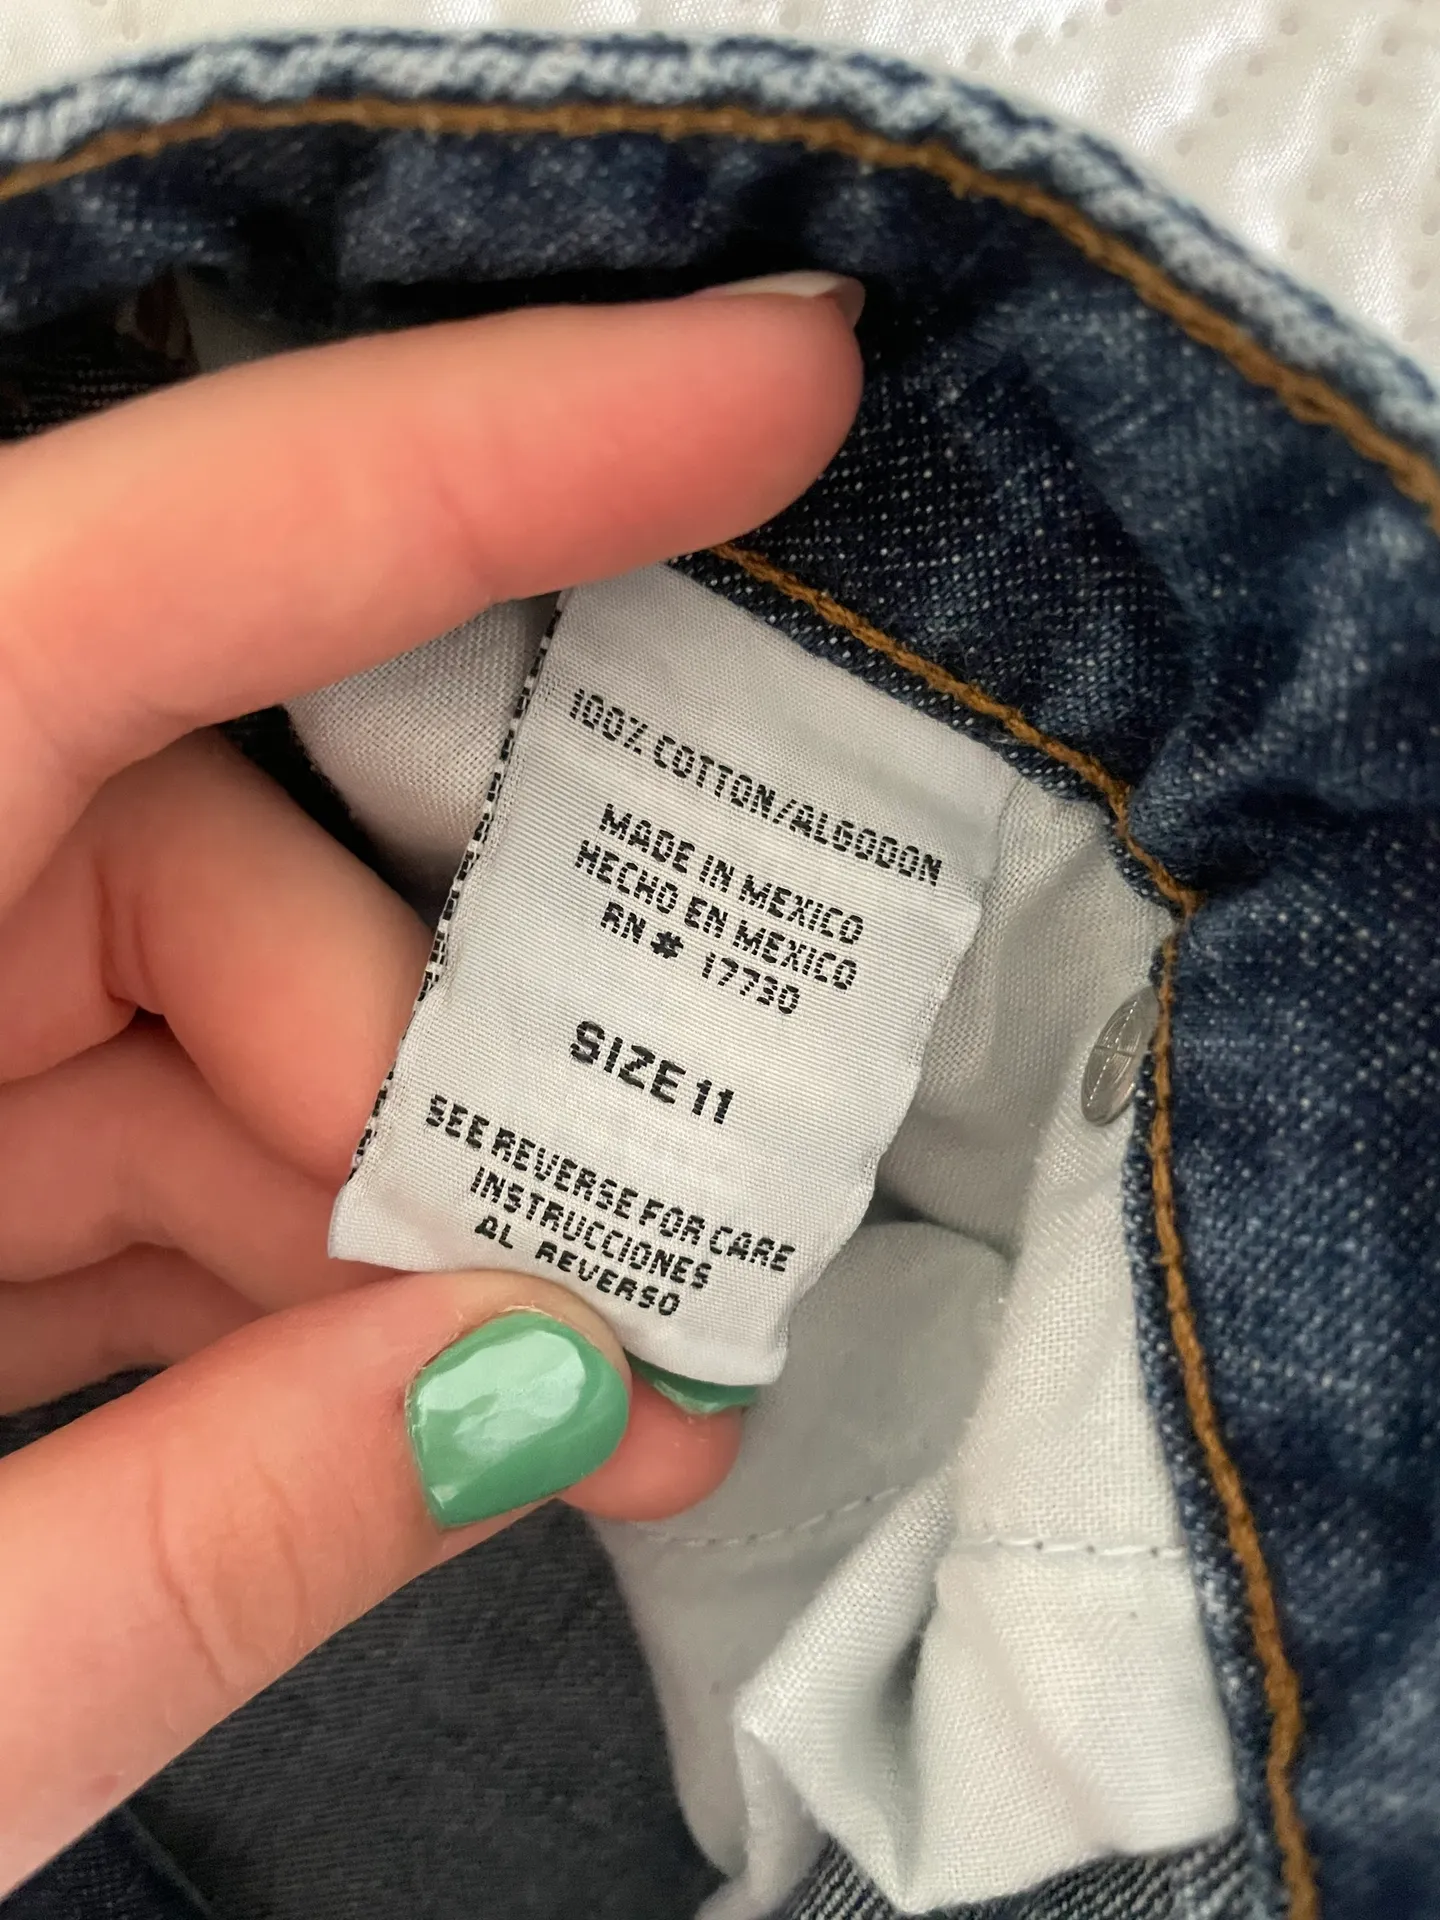 100% COTTON/ALGODON
MADE IN MEXICO
HECHO EN MEXICO
RN # 17730
SIZE 11
SEE REVERSE FOR CARE
INSTRUCCIONES
AL REVERSO